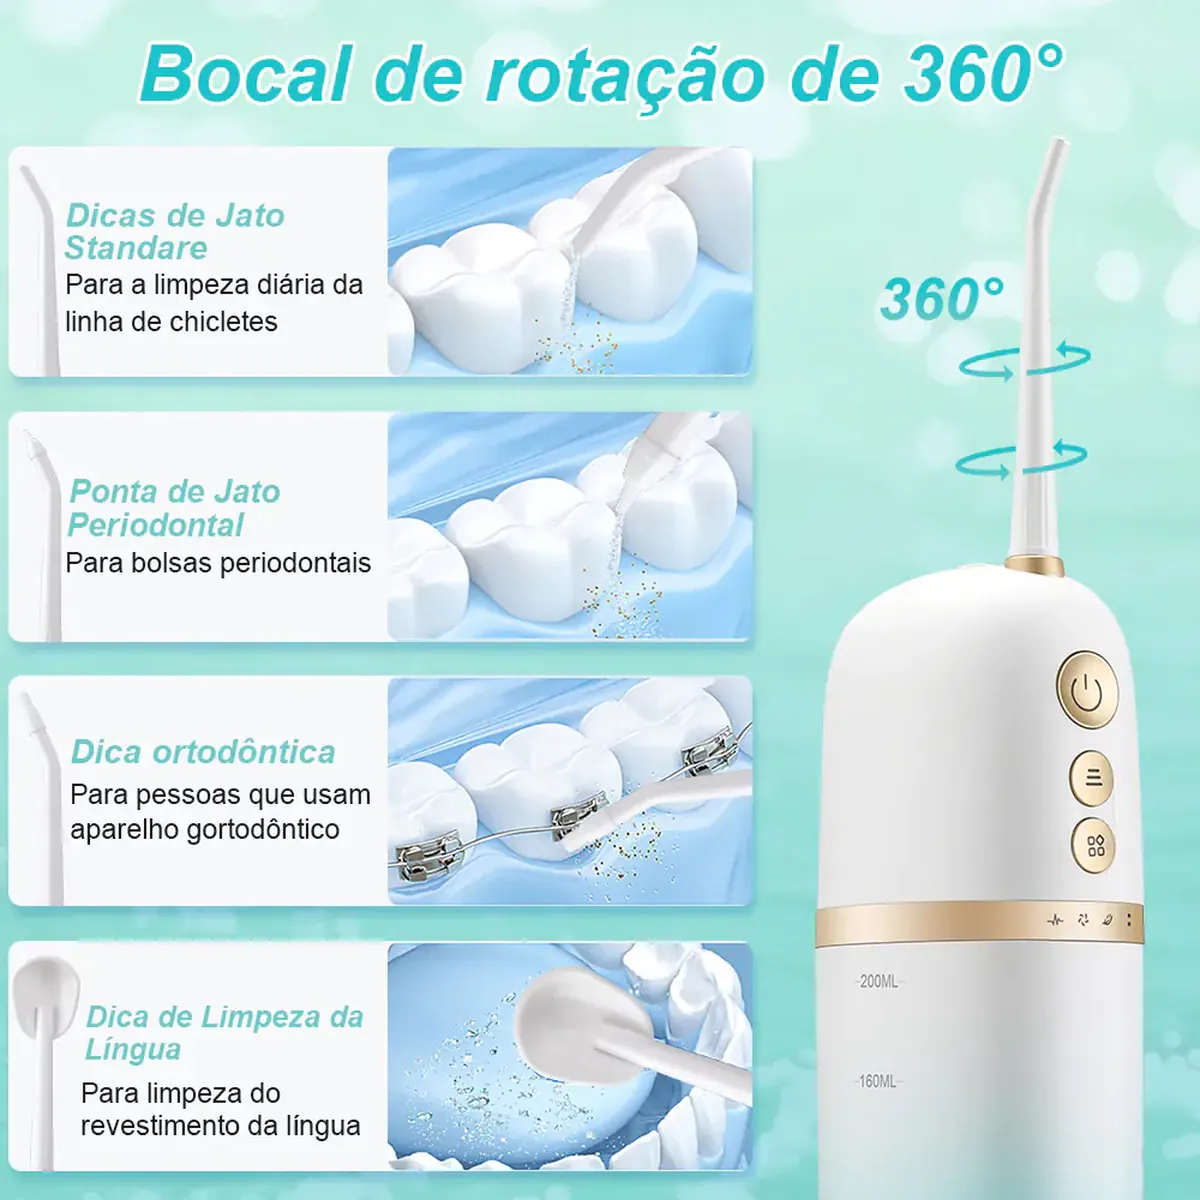 Bocal de rotação de 360°
Dicas de Jato
Standare
Para a limpeza diária da
linha de chicletes
Ponta de Jato
Periodontal
Para bolsas periodontais
Dica ortodôntica
Para pessoas que usam
aparelho gortodôntico
Dica de Limpeza da
Língua
Para limpeza do
revestimento da língua
360°
200ML
160ML